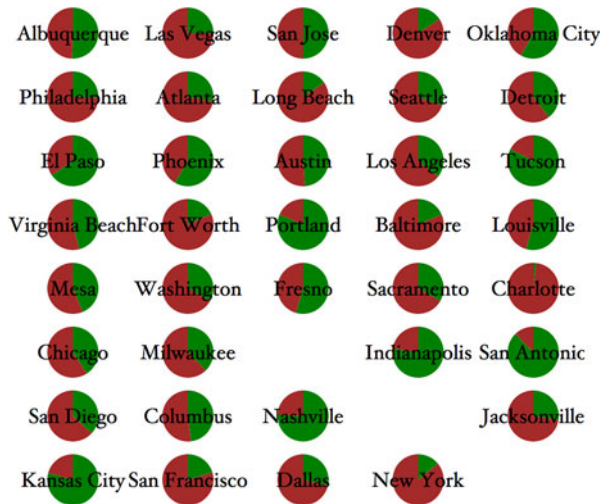 Albuquerque Las Vegas San Jose Denver Oklahoma City
Philadelphia Atlanta Long Beach Seattle Detroit
El Paso Phoenix Austin Los Angeles Tucson
Virginia Beach Fort Worth Portland Baltimore Louisville
Mesa Washington Fresno Sacramento Charlotte
Chicago Milwaukee Indianapolis San Antonic
San Diego Columbus Nashville Jacksonville
Kansas City San Francisco Dallas New York